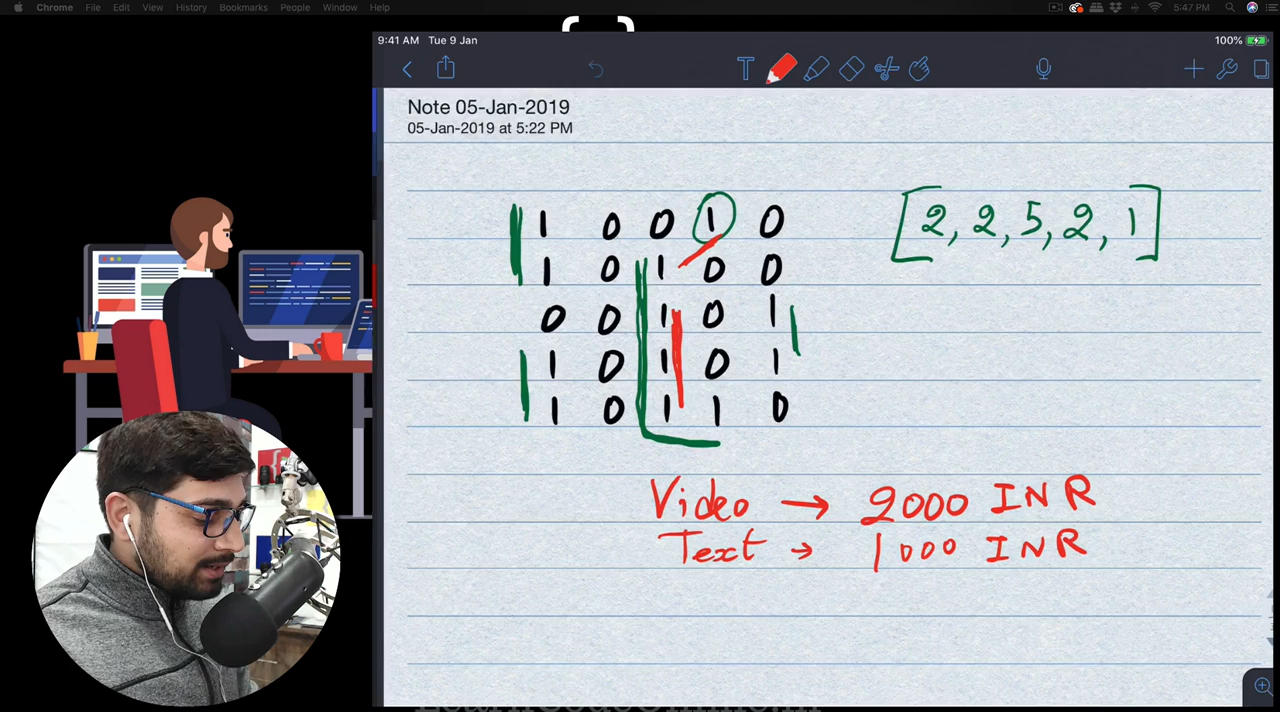 Chrome File Edit View History Bookmarks People Window Help 5:47 PM
9:41 AM Tue 9 Jan 100%
T
Note 05-Jan-2019
05-Jan-2019 at 5:22 PM
1 0 0 1 0 [2, 2, 5, 2, 1]
1 0 1 0 0
0 0 1 0 1
1 0 1 0 1
1 0 1 1 0
Video → 2000 INR
Text → 1000 INR